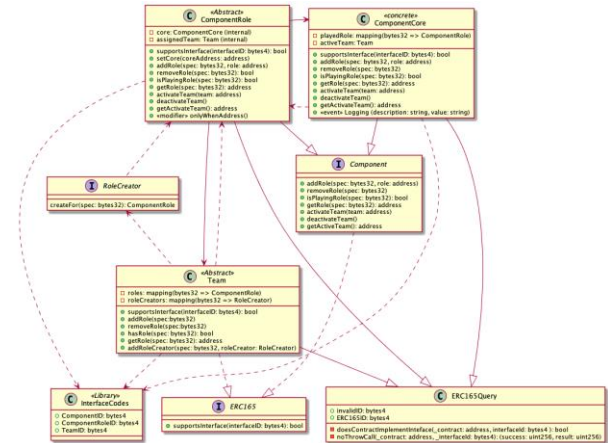 «Abstract»
ComponentRole
core: ComponentCore (internal)
assignedTeam: Team (internal)
supportsInterface(interfaceID: bytes4): bool
setCore(coreAddress: address)
addRole(spec: bytes32, role: address)
removeRole(spec: bytes32): bool
isPlayingRole(spec: bytes32): bool
getRole(spec: bytes32): address
activateTeam(team: address)
deactivateTeam()
getActivateTeam(): address
«modifier» onlyWhenAddress()
«concrete»
ComponentCore
playedRole: mapping(bytes32 => ComponentRole)
activeTeam: Team
supportsInterface(interfaceID: bytes4): bool
addRole(spec: bytes32, role: address)
removeRole(spec: bytes32)
isPlayingRole(spec: bytes32): bool
getRole(spec: bytes32): address
activateTeam(team: address)
deactivateTeam()
getActivateTeam(): address
«event» Logging (description: string, value: string)
Component
addRole(spec: bytes32, role: address)
removeRole(spec: bytes32)
isPlayingRole(spec: bytes32): bool
getRole(spec: bytes32): address
activateTeam(team: address)
deactivateTeam()
getActiveTeam(): address
RoleCreator
createFor(spec: bytes32): ComponentRole
«Abstract»
Team
roles: mapping(bytes32 => ComponentRole)
roleCreators: mapping(bytes32 => RoleCreator)
supportsInterface(interfaceID: bytes4): bool
addRole(spec:bytes32)
removeRole(spec:bytes32)
hasRole(spec: bytes32): bool
getRole(spec: bytes32): address
addRoleCreator(spec: bytes32, roleCreator: RoleCreator)
«Library»
InterfaceCodes
ComponentID: bytes4
ComponentRoleID: bytes4
TeamID: bytes4
ERC165
supportsInterface(interfaceID: bytes4): bool
ERC165Query
invalidID: bytes4
ERC165ID: bytes4
doesContractImplementInteface(_contract: address, interfaceId: bytes4 ): bool
noThrowCall(_contract: address, _interfaceId: bytes4): (success: uint256, result: uint256)